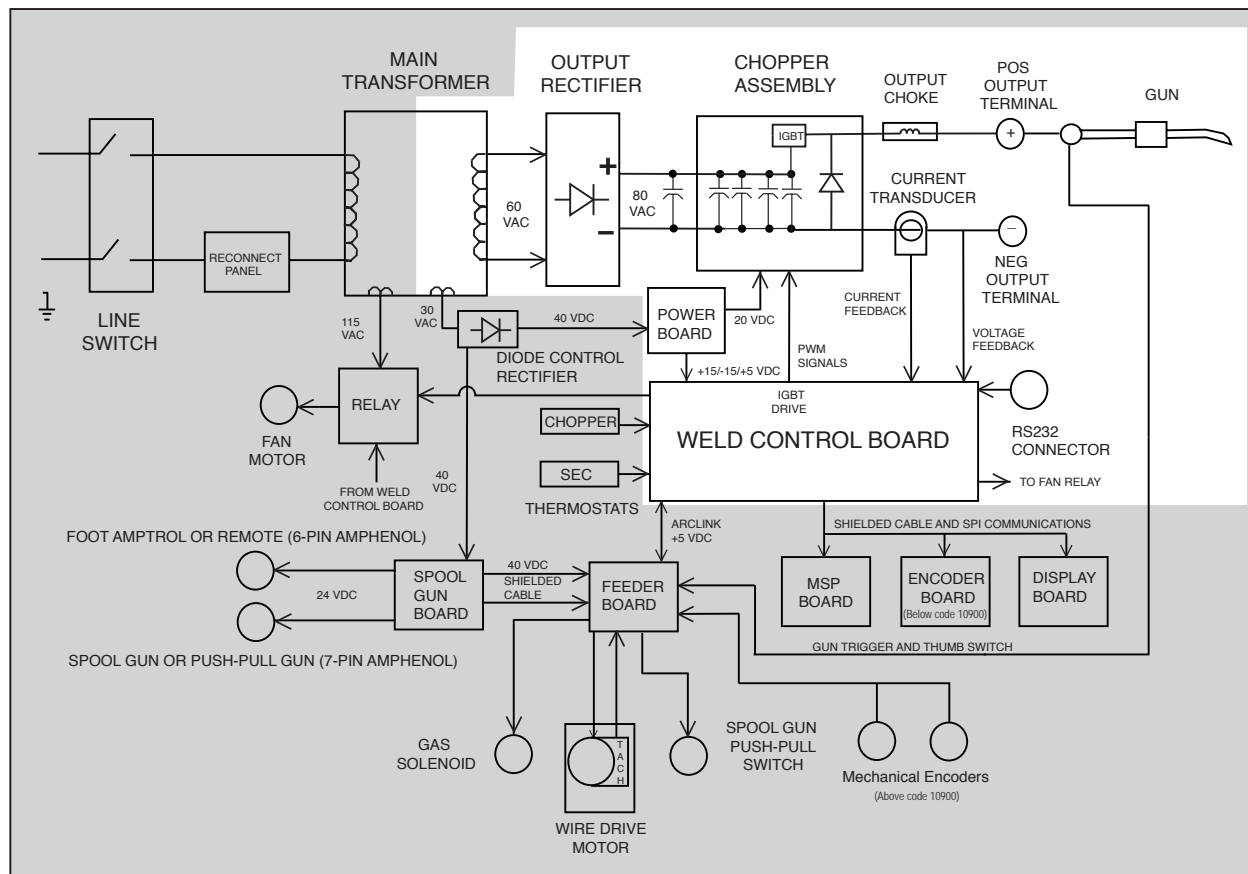 MAIN
TRANSFORMER
OUTPUT
RECTIFIER
CHOPPER
ASSEMBLY
OUTPUT
CHOKE
POS
OUTPUT
TERMINAL
GUN
IGBT
+
+
-
60
VAC
80
VAC
CURRENT
TRANSDUCER
-
NEG
OUTPUT
TERMINAL
RECONNECT
PANEL
LINE
SWITCH
115
VAC
30
VAC
40 VDC
DIODE CONTROL
RECTIFIER
POWER
BOARD
20 VDC
+15/-15/+5 VDC
PWM
SIGNALS
CURRENT
FEEDBACK
VOLTAGE
FEEDBACK
RELAY
FAN
MOTOR
FROM WELD
CONTROL BOARD
CHOPPER
SEC
THERMOSTATS
IGBT
DRIVE
WELD CONTROL BOARD
RS232
CONNECTOR
TO FAN RELAY
40
VDC
ARCLINK
+5 VDC
SHIELDED CABLE AND SPI COMMUNICATIONS
FOOT AMPTROL OR REMOTE (6-PIN AMPHENOL)
24 VDC
SPOOL GUN OR PUSH-PULL GUN (7-PIN AMPHENOL)
SPOOL
GUN
BOARD
40 VDC
SHIELDED
CABLE
FEEDER
BOARD
MSP
BOARD
ENCODER
BOARD
(Below code 10900)
DISPLAY
BOARD
GUN TRIGGER AND THUMB SWITCH
GAS
SOLENOID
TACH
WIRE DRIVE
MOTOR
SPOOL GUN
PUSH-PULL
SWITCH
Mechanical Encoders
(Above code 10900)